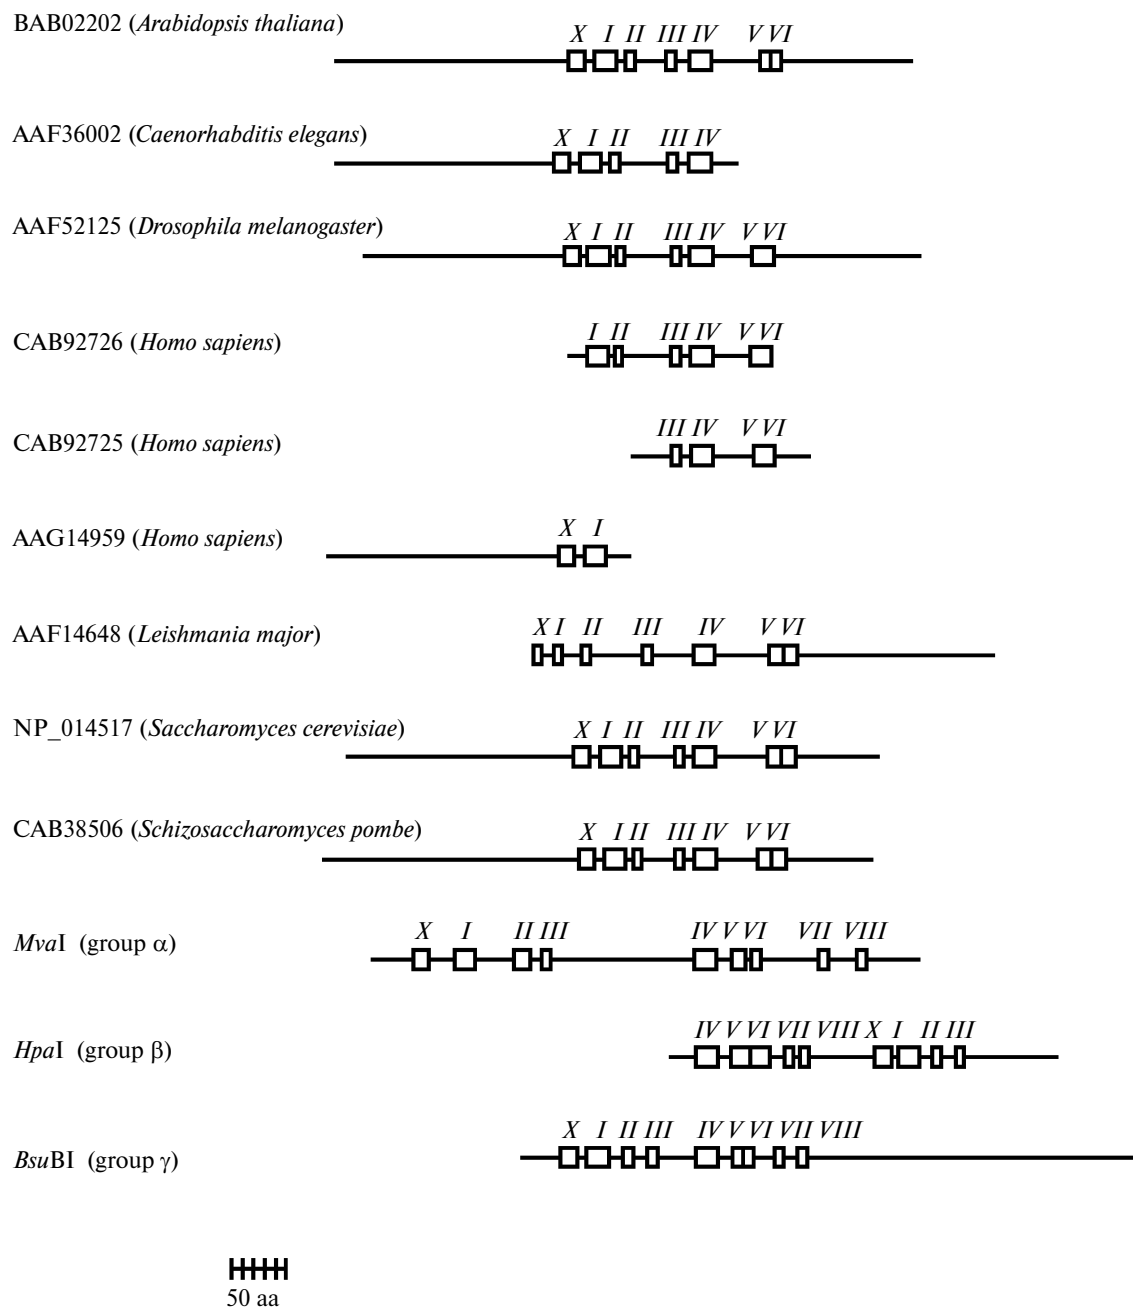 BAB02202 (Arabidopsis thaliana)
X I II III IV V VI
AAF36002 (Caenorhabditis elegans)
X I II III IV
AAF52125 (Drosophila melanogaster)
X I II III IV V VI
CAB92726 (Homo sapiens)
I II III IV V VI
CAB92725 (Homo sapiens)
III IV V VI
AAG14959 (Homo sapiens)
X I
AAF14648 (Leishmania major)
X I II III IV V VI
NP_014517 (Saccharomyces cerevisiae)
X I II III IV V VI
CAB38506 (Schizosaccharomyces pombe)
X I II III IV V VI
MvaI (group α)
X I II III IV V VI VII VIII
HpaI (group β)
IV V VI VII VIII X I II III
BsuBI (group γ)
X I II III IV V VI VII VIII
50 aa